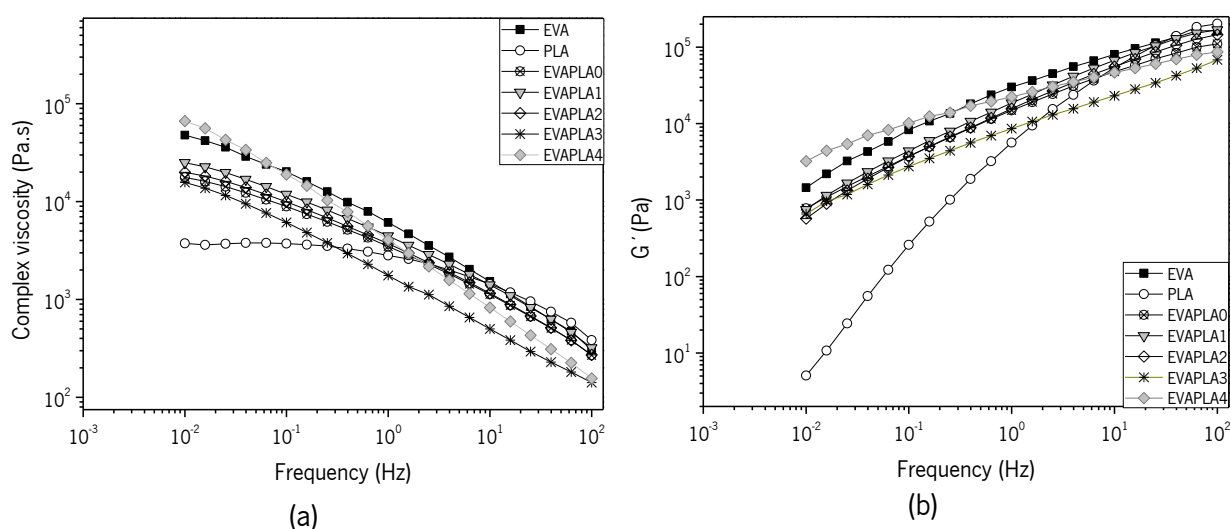 EVA
PLA
EVAPLA0
EVAPLA1
EVAPLA2
EVAPLA3
EVAPLA4
10^5
10^4
10^3
10^2
Complex viscosity (Pa.s)
10^-3
10^-2
10^-1
10^0
10^1
10^2
Frequency (Hz)
(a)
10^5
10^4
10^3
10^2
10^1
G´(Pa)
EVA
PLA
EVAPLA0
EVAPLA1
EVAPLA2
EVAPLA3
EVAPLA4
10^-3
10^-2
10^-1
10^0
10^1
10^2
Frequency (Hz)
(b)